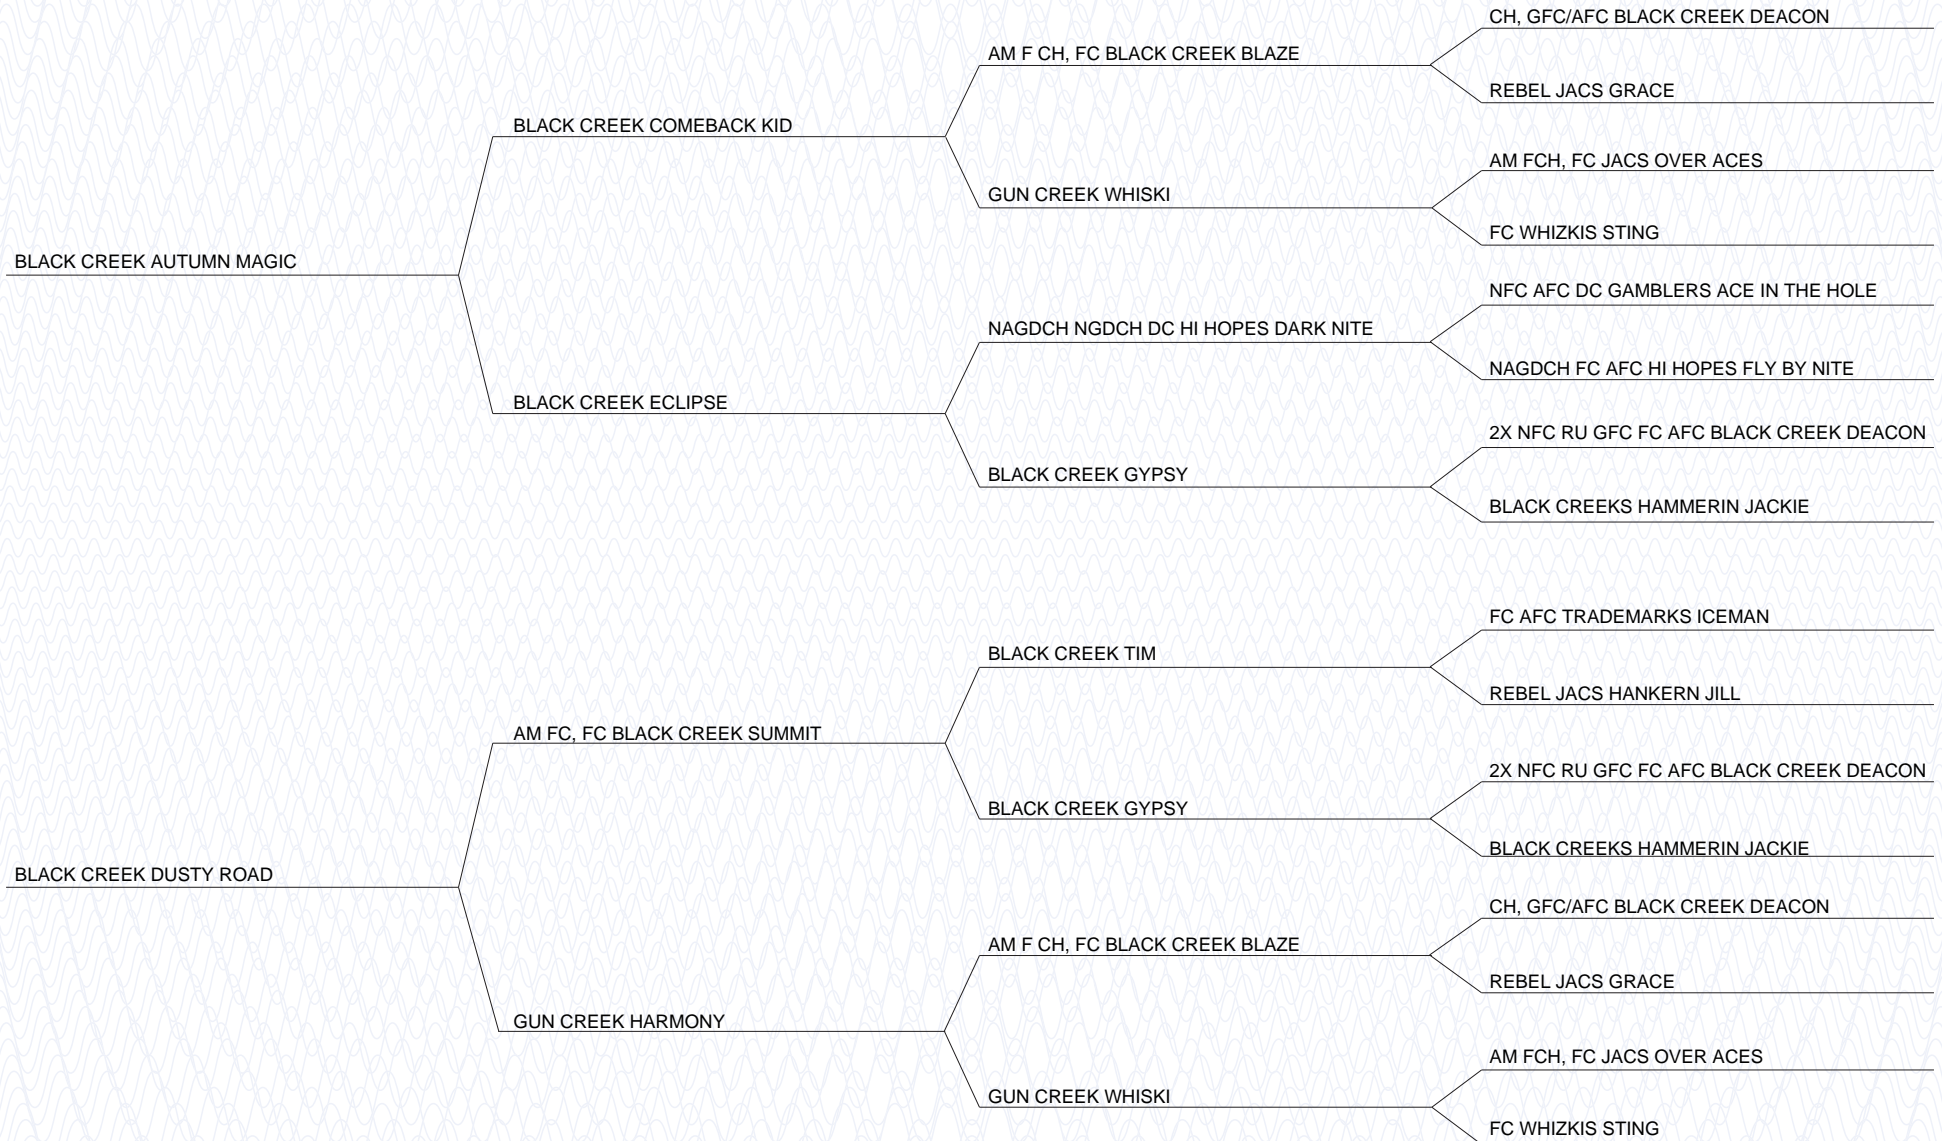 CH, GFC/AFC BLACK CREEK DEACON
AM F CH, FC BLACK CREEK BLAZE
REBEL JACS GRACE
BLACK CREEK COMEBACK KID
AM FCH, FC JACS OVER ACES
GUN CREEK WHISKI
FC WHIZKIS STING
BLACK CREEK AUTUMN MAGIC
NFC AFC DC GAMBLERS ACE IN THE HOLE
NAGDCH NGDCH DC HI HOPES DARK NITE
NAGDCH FC AFC HI HOPES FLY BY NITE
BLACK CREEK ECLIPSE
2X NFC RU GFC FC AFC BLACK CREEK DEACON
BLACK CREEK GYPSY
BLACK CREEKS HAMMERIN JACKIE
FC AFC TRADEMARKS ICEMAN
BLACK CREEK TIM
REBEL JACS HANKERN JILL
AM FC, FC BLACK CREEK SUMMIT
2X NFC RU GFC FC AFC BLACK CREEK DEACON
BLACK CREEK GYPSY
BLACK CREEKS HAMMERIN JACKIE
BLACK CREEK DUSTY ROAD
CH, GFC/AFC BLACK CREEK DEACON
AM F CH, FC BLACK CREEK BLAZE
REBEL JACS GRACE
GUN CREEK HARMONY
AM FCH, FC JACS OVER ACES
GUN CREEK WHISKI
FC WHIZKIS STING